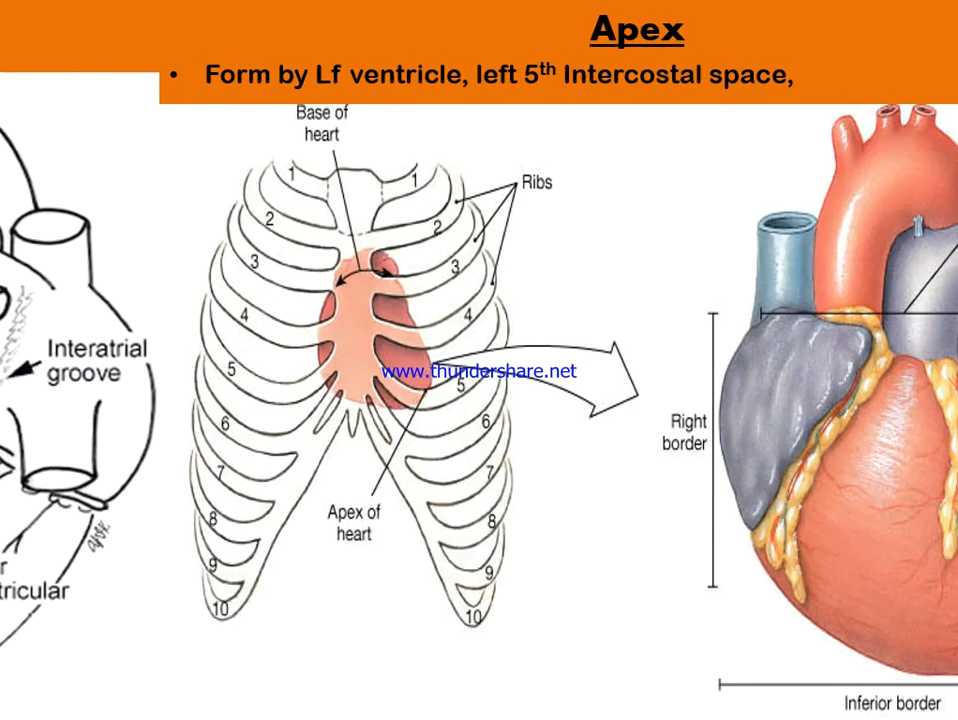 Apex
• Form by Lf ventricle, left 5th Intercostal space,
Base of
heart
Ribs
1
1
2
2
3
3
4
4
5
5
6
6
7
7
8
8
9
9
10
10
www.thundershare.net
Apex of
heart
Interatrial
groove
r
tricular
Right
border
Inferior border